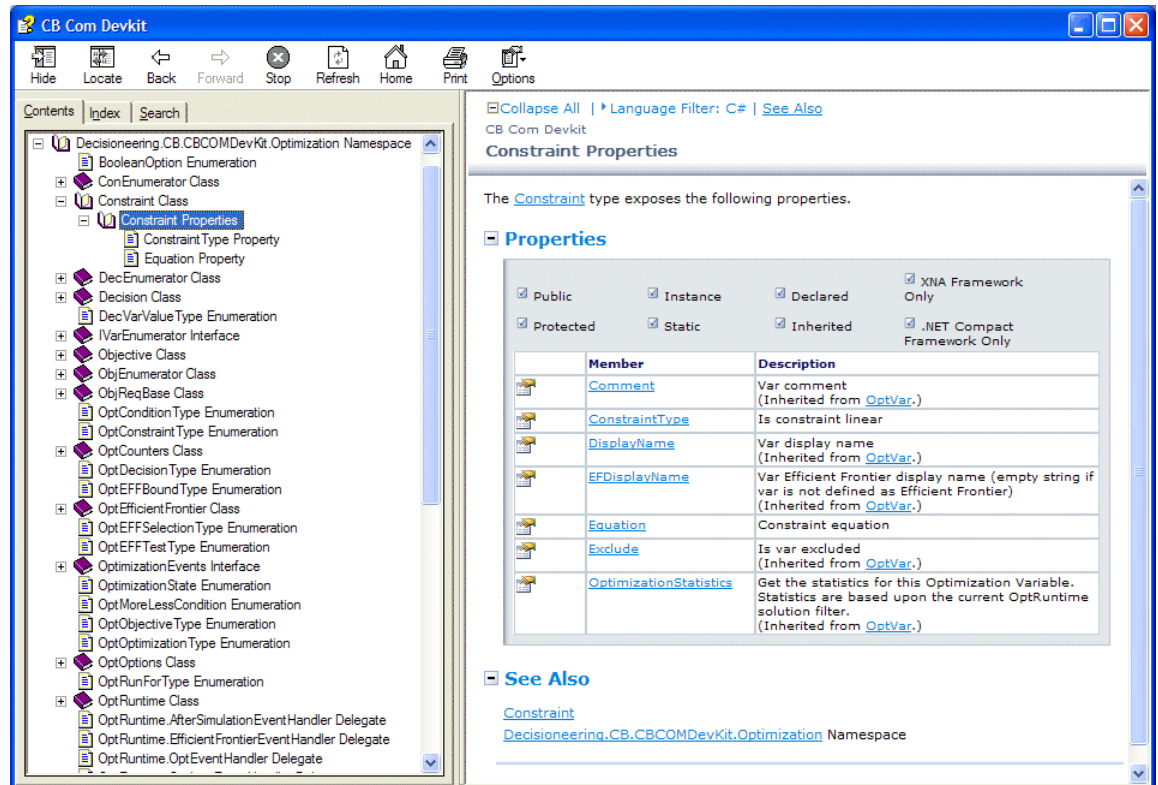 CB Com Devkit
Hide Locate Back Forward Stop Refresh Home Print Options
Contents Index Search
Decisioneering.CB.CBCOMDevKit.Optimization Namespace
BooleanOption Enumeration
ConEnumerator Class
Constraint Class
Constraint Properties
ConstraintType Property
Equation Property
DecEnumerator Class
Decision Class
DecVarValueType Enumeration
IVarEnumerator Interface
Objective Class
ObjEnumerator Class
ObjReqBase Class
OptConditionType Enumeration
OptConstraintType Enumeration
OptCounters Class
OptDecisionType Enumeration
OptEFFBoundType Enumeration
OptEfficientFrontier Class
OptEFFSelectionType Enumeration
OptEFFTestType Enumeration
OptimizationEvents Interface
OptimizationState Enumeration
OptMoreLessCondition Enumeration
OptObjectiveType Enumeration
OptOptimizationType Enumeration
OptOptions Class
OptRunForType Enumeration
OptRuntime Class
OptRuntime.AfterSimulationEventHandler Delegate
OptRuntime.EfficientFrontierEventHandler Delegate
OptRuntime.OptEventHandler Delegate
Collapse All | Language Filter: C# | See Also
CB Com Devkit
Constraint Properties
The Constraint type exposes the following properties.
Properties
Public Instance Declared XNA Framework
Only
Protected Static Inherited .NET Compact
Framework Only
Member Description
Comment Var comment
(Inherited from OptVar.)
ConstraintType Is constraint linear
DisplayName Var display name
(Inherited from OptVar.)
EFDisplayName Var Efficient Frontier display name (empty string if
var is not defined as Efficient Frontier)
(Inherited from OptVar.)
Equation Constraint equation
Exclude Is var excluded
(Inherited from OptVar.)
OptimizationStatistics Get the statistics for this Optimization Variable.
Statistics are based upon the current OptRuntime
solution filter.
(Inherited from OptVar.)
See Also
Constraint
Decisioneering.CB.CBCOMDevKit.Optimization Namespace